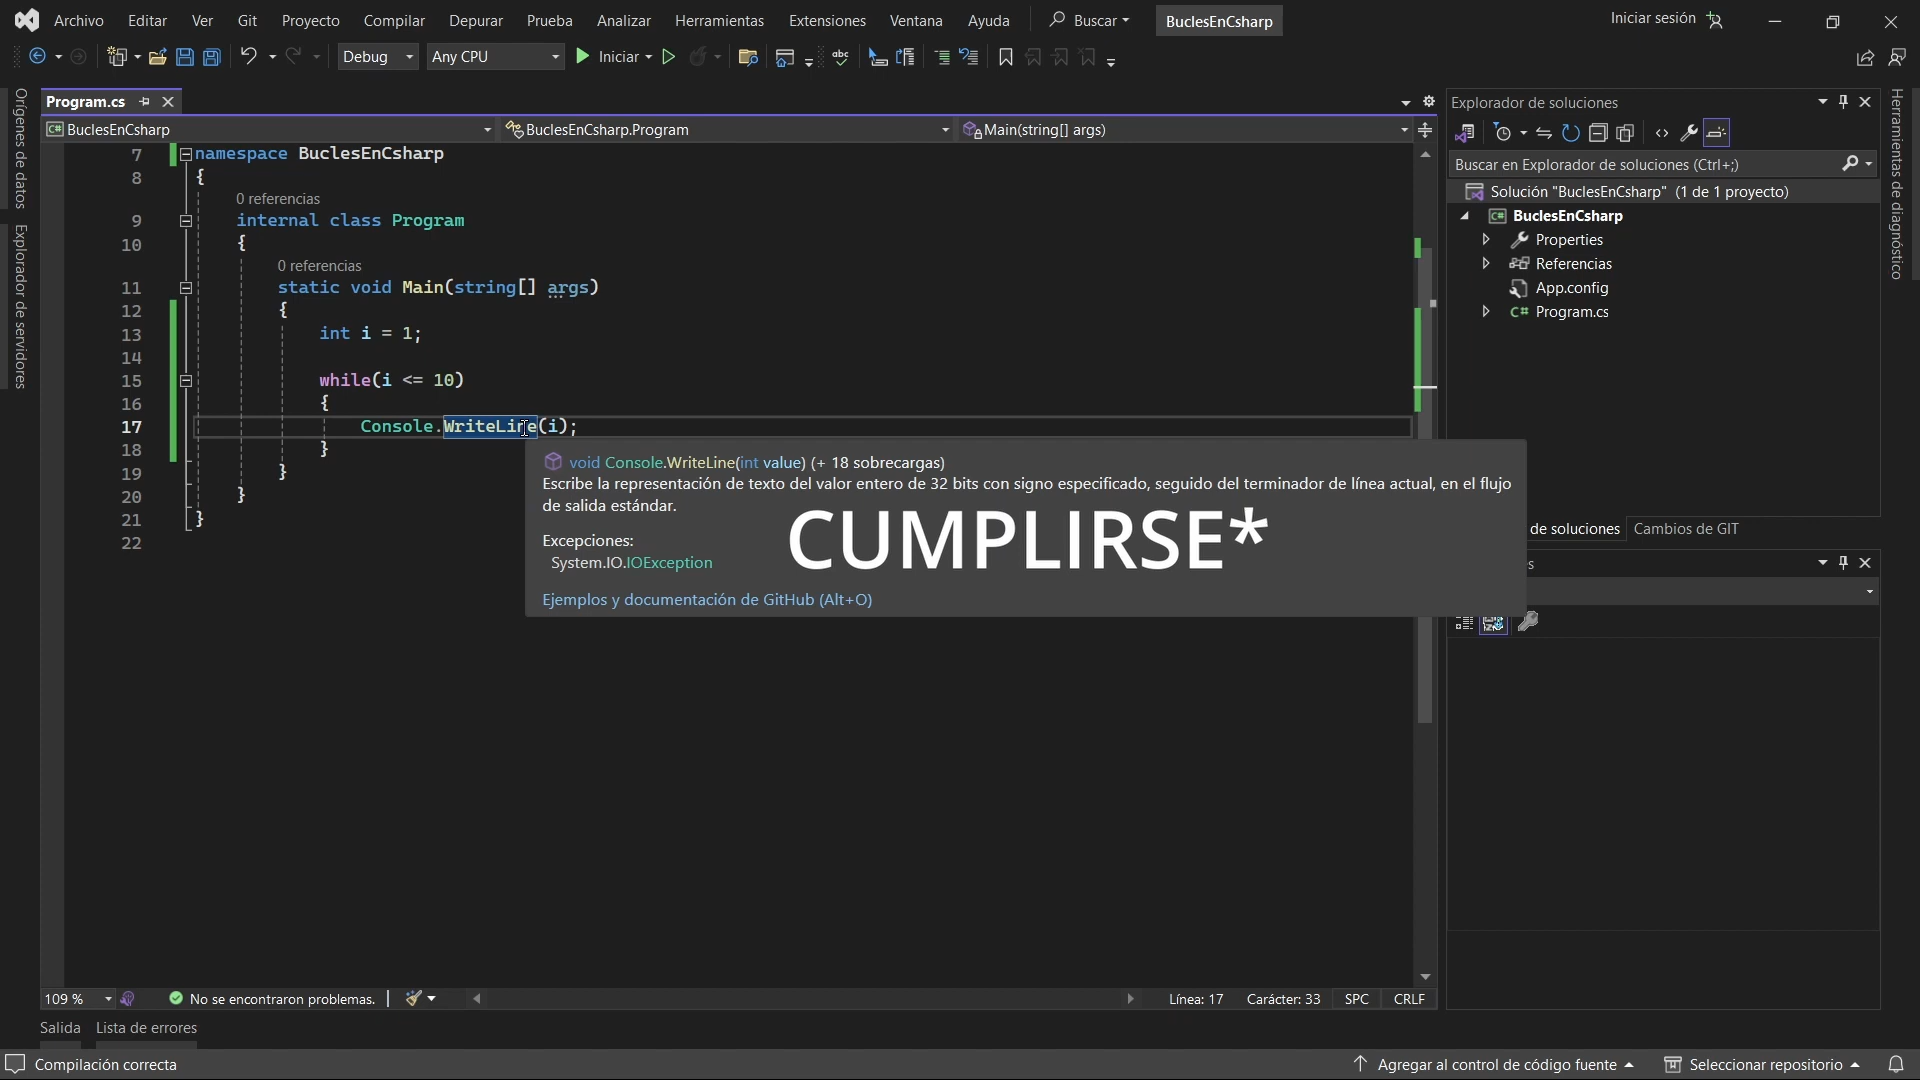 Archivo Editar Ver Git Proyecto Compilar Depurar Prueba Analizar Herramientas Extensiones Ventana Ayuda Buscar BuclesEnCsharp Iniciar sesión
Debug Any CPU Iniciar
Orígenes de datos
Explorador de servidores
Program.cs
BuclesEnCsharp BuclesEnCsharp.Program Main(string[] args)
7 namespace BuclesEnCsharp
8 {
0 referencias
9 internal class Program
10 {
0 referencias
11 static void Main(string[] args)
12 {
13 int i = 1;
14
15 while(i <= 10)
16 {
17 Console.WriteLine(i);
18 }
19 }
20 }
21 }
22
void Console.WriteLine(int value) (+ 18 sobrecargas)
Escribe la representación de texto del valor entero de 32 bits con signo especificado, seguido del terminador de línea actual, en el flujo
de salida estándar.
CUMPLIRSE*
Excepciones:
System.IO.IOException
Ejemplos y documentación de GitHub (Alt+O)
Explorador de soluciones
Buscar en Explorador de soluciones (Ctrl+;)
Solución "BuclesEnCsharp" (1 de 1 proyecto)
C# BuclesEnCsharp
Properties
Referencias
App.config
C# Program.cs
de soluciones Cambios de GIT
Herramientas de diagnóstico
109 % No se encontraron problemas. Línea: 17 Carácter: 33 SPC CRLF
Salida Lista de errores
Compilación correcta Agregar al control de código fuente Seleccionar repositorio